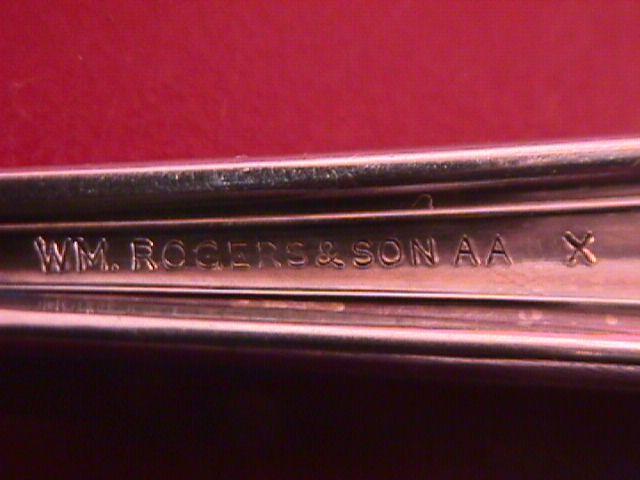 WM. ROGERS & SON AA X